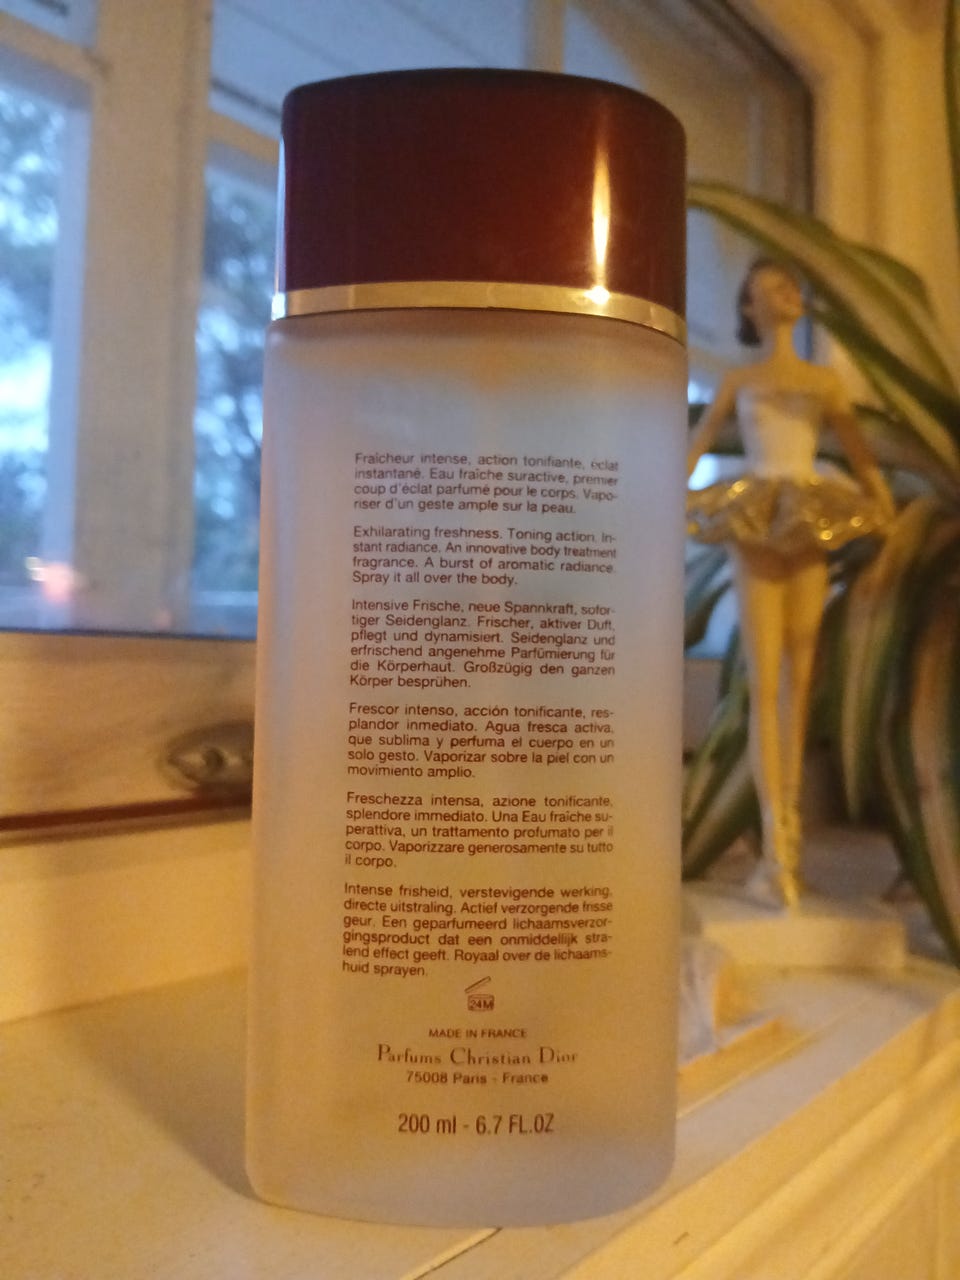 Fraîcheur intense, action tonifiante, éclat
instantané. Eau fraîche suractive, premier
coup d'éclat parfumé pour le corps. Vapo-
riser d'un geste ample sur la peau.
Exhilarating freshness. Toning action. In-
stant radiance. An innovative body treatment
fragrance. A burst of aromatic radiance.
Spray it all over the body.
Intensive Frische, neue Spannkraft, sofor-
tiger Seidenglanz. Frischer, aktiver Duft,
pflegt und dynamisiert. Seidenglanz und
erfrischend angenehme Parfümierung für
die Körperhaut. Großzügig den ganzen
Körper besprühen.
Frescor intenso, acción tonificante, res-
plandor inmediato. Agua fresca activa,
que sublima y perfuma el cuerpo en un
solo gesto. Vaporizar sobre la piel con un
movimiento amplio.
Freschezza intensa, azione tonificante,
splendore immediato. Una Eau fraîche su-
perattiva, un trattamento profumato per il
corpo. Vaporizzare generosamente su tutto
il corpo.
Intense frisheid, verstevigende werking,
directe uitstraling. Actief verzorgende frisse
geur. Een geparfumeerd lichaamsverzor-
gingsproduct dat een onmiddellijk stra-
lend effect geeft. Royaal over de lichaams-
huid sprayen.
24M
MADE IN FRANCE
Parfums Christian Dior
75008 Paris - France
200 ml - 6.7 FL.OZ